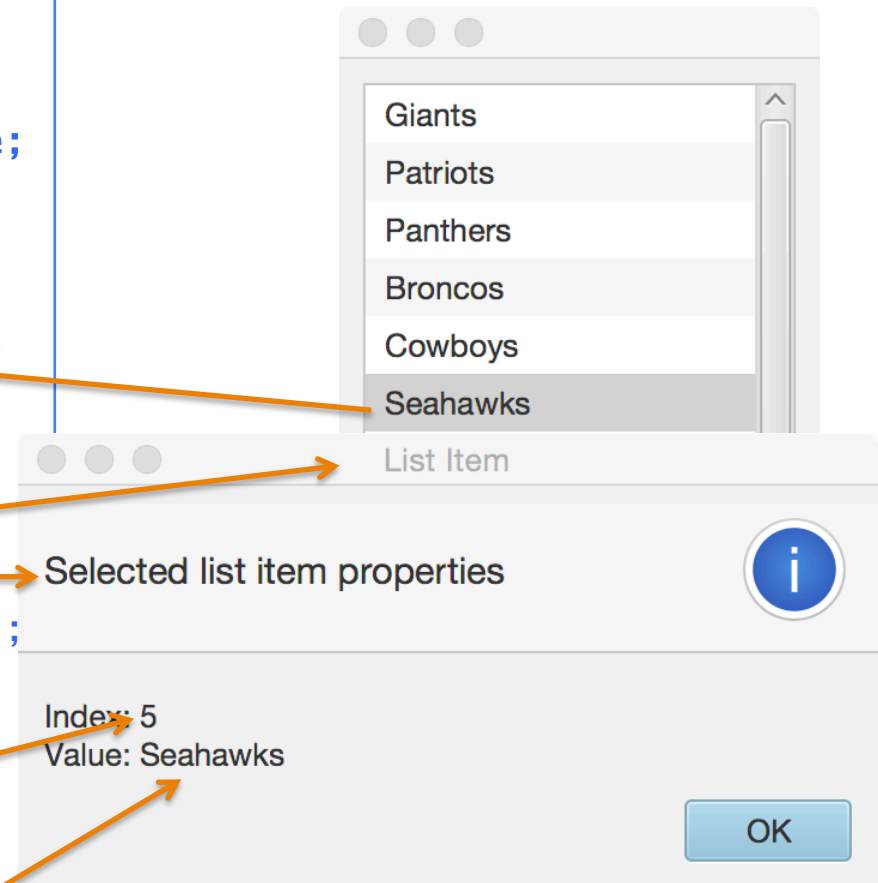 e;
Giants
Patriots
Panthers
Broncos
Cowboys
Seahawks
List Item
Selected list item properties
i
;
Index: 5
Value: Seahawks
OK